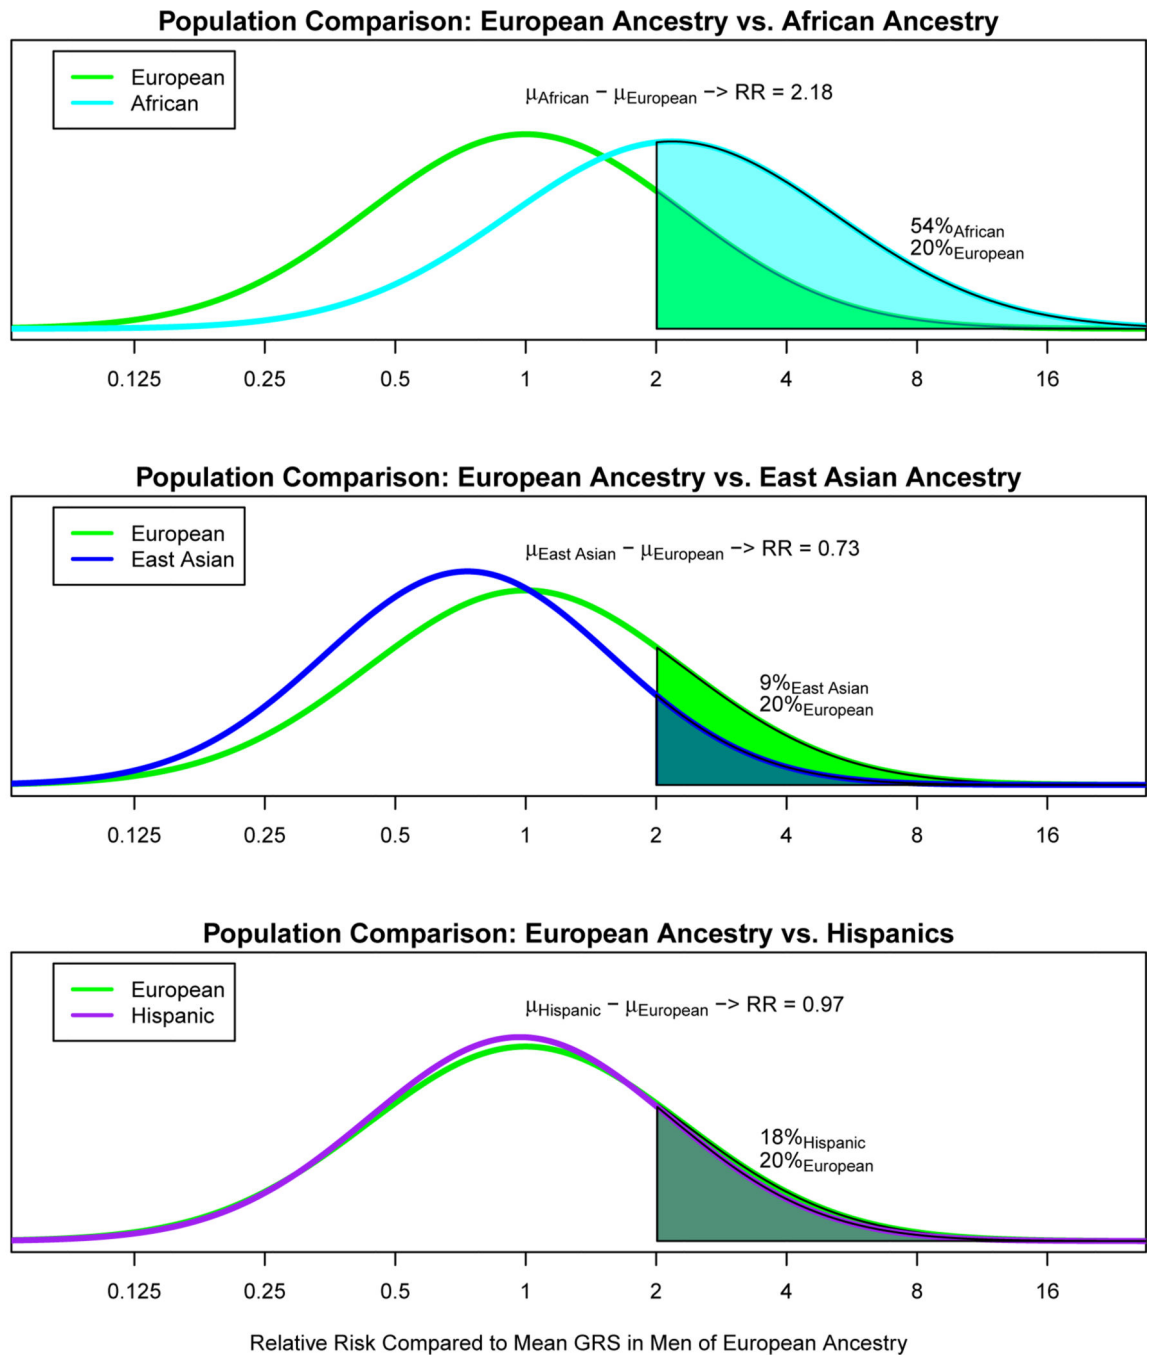 Population Comparison: European Ancestry vs. African Ancestry
European
African
μAfrican − μEuropean −> RR = 2.18
54%African
20%European
0.125 0.25 0.5 1 2 4 8 16
Population Comparison: European Ancestry vs. East Asian Ancestry
European
East Asian
μEast Asian − μEuropean −> RR = 0.73
9%East Asian
20%European
0.125 0.25 0.5 1 2 4 8 16
Population Comparison: European Ancestry vs. Hispanics
European
Hispanic
μHispanic − μEuropean −> RR = 0.97
18%Hispanic
20%European
0.125 0.25 0.5 1 2 4 8 16
Relative Risk Compared to Mean GRS in Men of European Ancestry